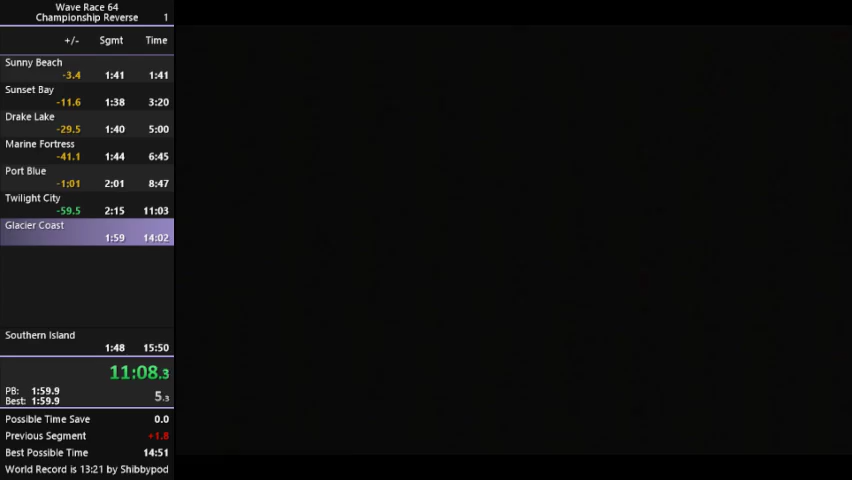 Wave Race 64
Championship Reverse 1
+/- Sgmt Time
Sunny Beach
-3.4 1:41 1:41
Sunset Bay
-11.6 1:38 3:20
Drake Lake
-29.5 1:40 5:00
Marine Fortress
-41.1 1:44 6:45
Port Blue
-1:01 2:01 8:47
Twilight City
-59.5 2:15 11:03
Glacier Coast
1:59 14:02
Southern Island
1:48 15:50
11:08.3
PB: 1:59.9
Best: 1:59.9 5.3
Possible Time Save 0.0
Previous Segment +1.8
Best Possible Time 14:51
World Record is 13:21 by Shibbypod